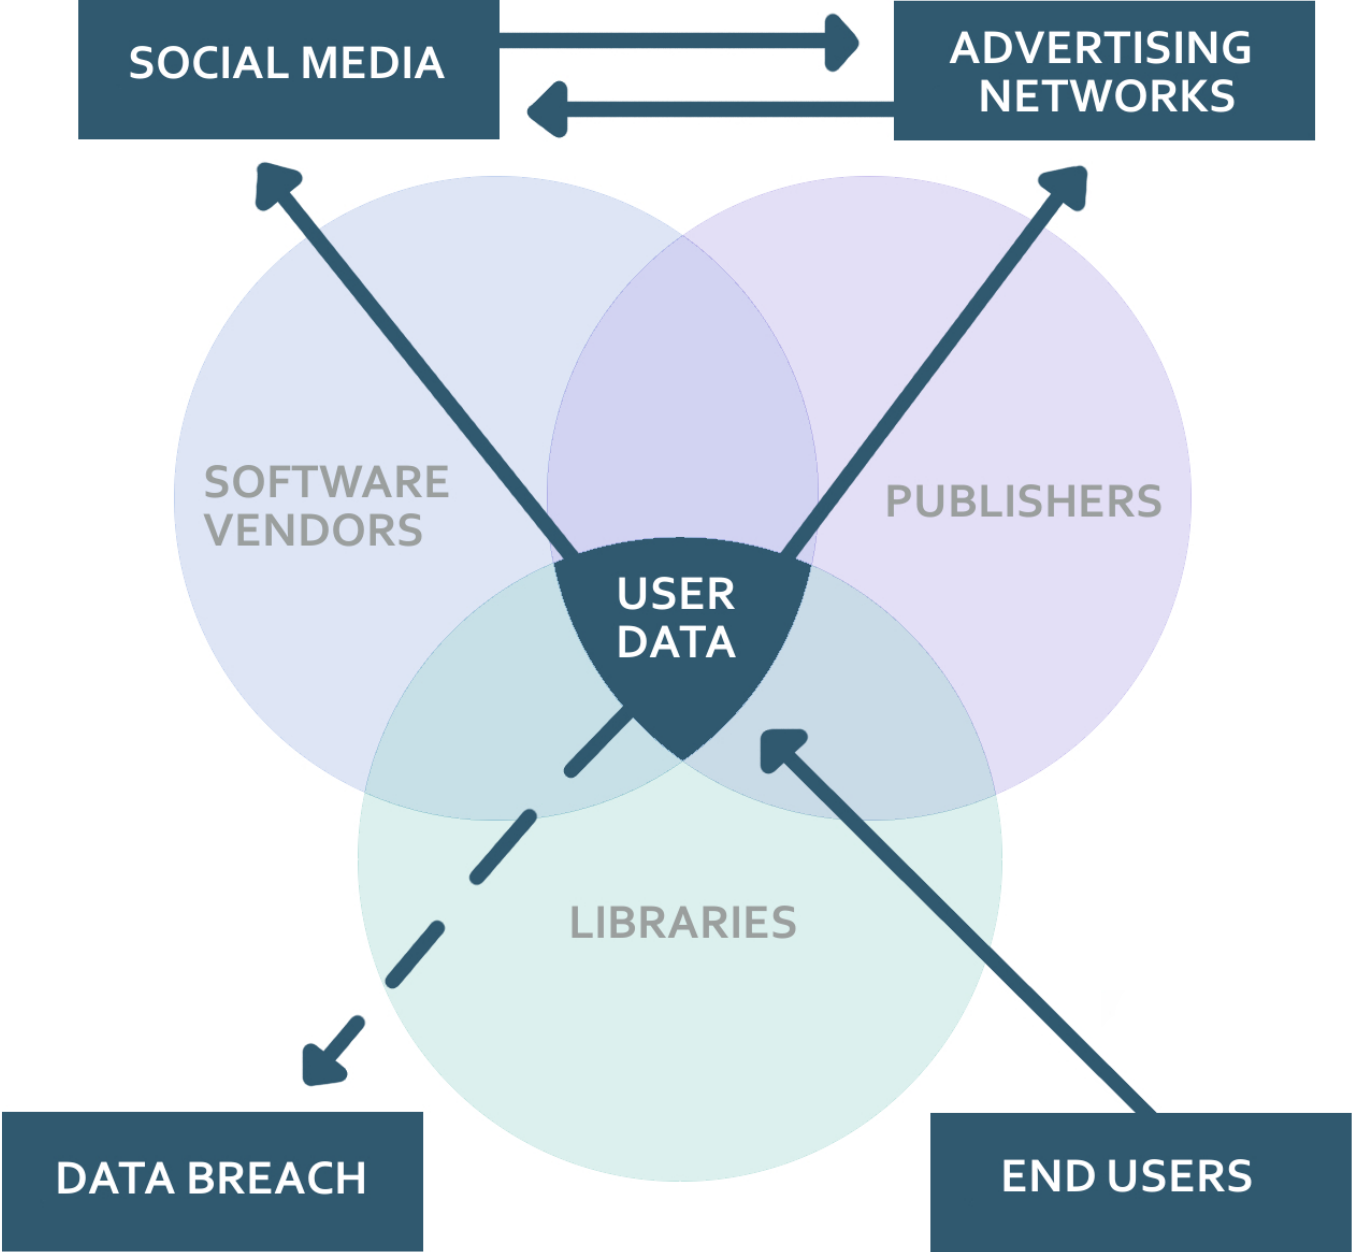 SOCIAL MEDIA
ADVERTISING
NETWORKS
SOFTWARE
VENDORS
PUBLISHERS
USER
DATA
LIBRARIES
DATA BREACH
END USERS